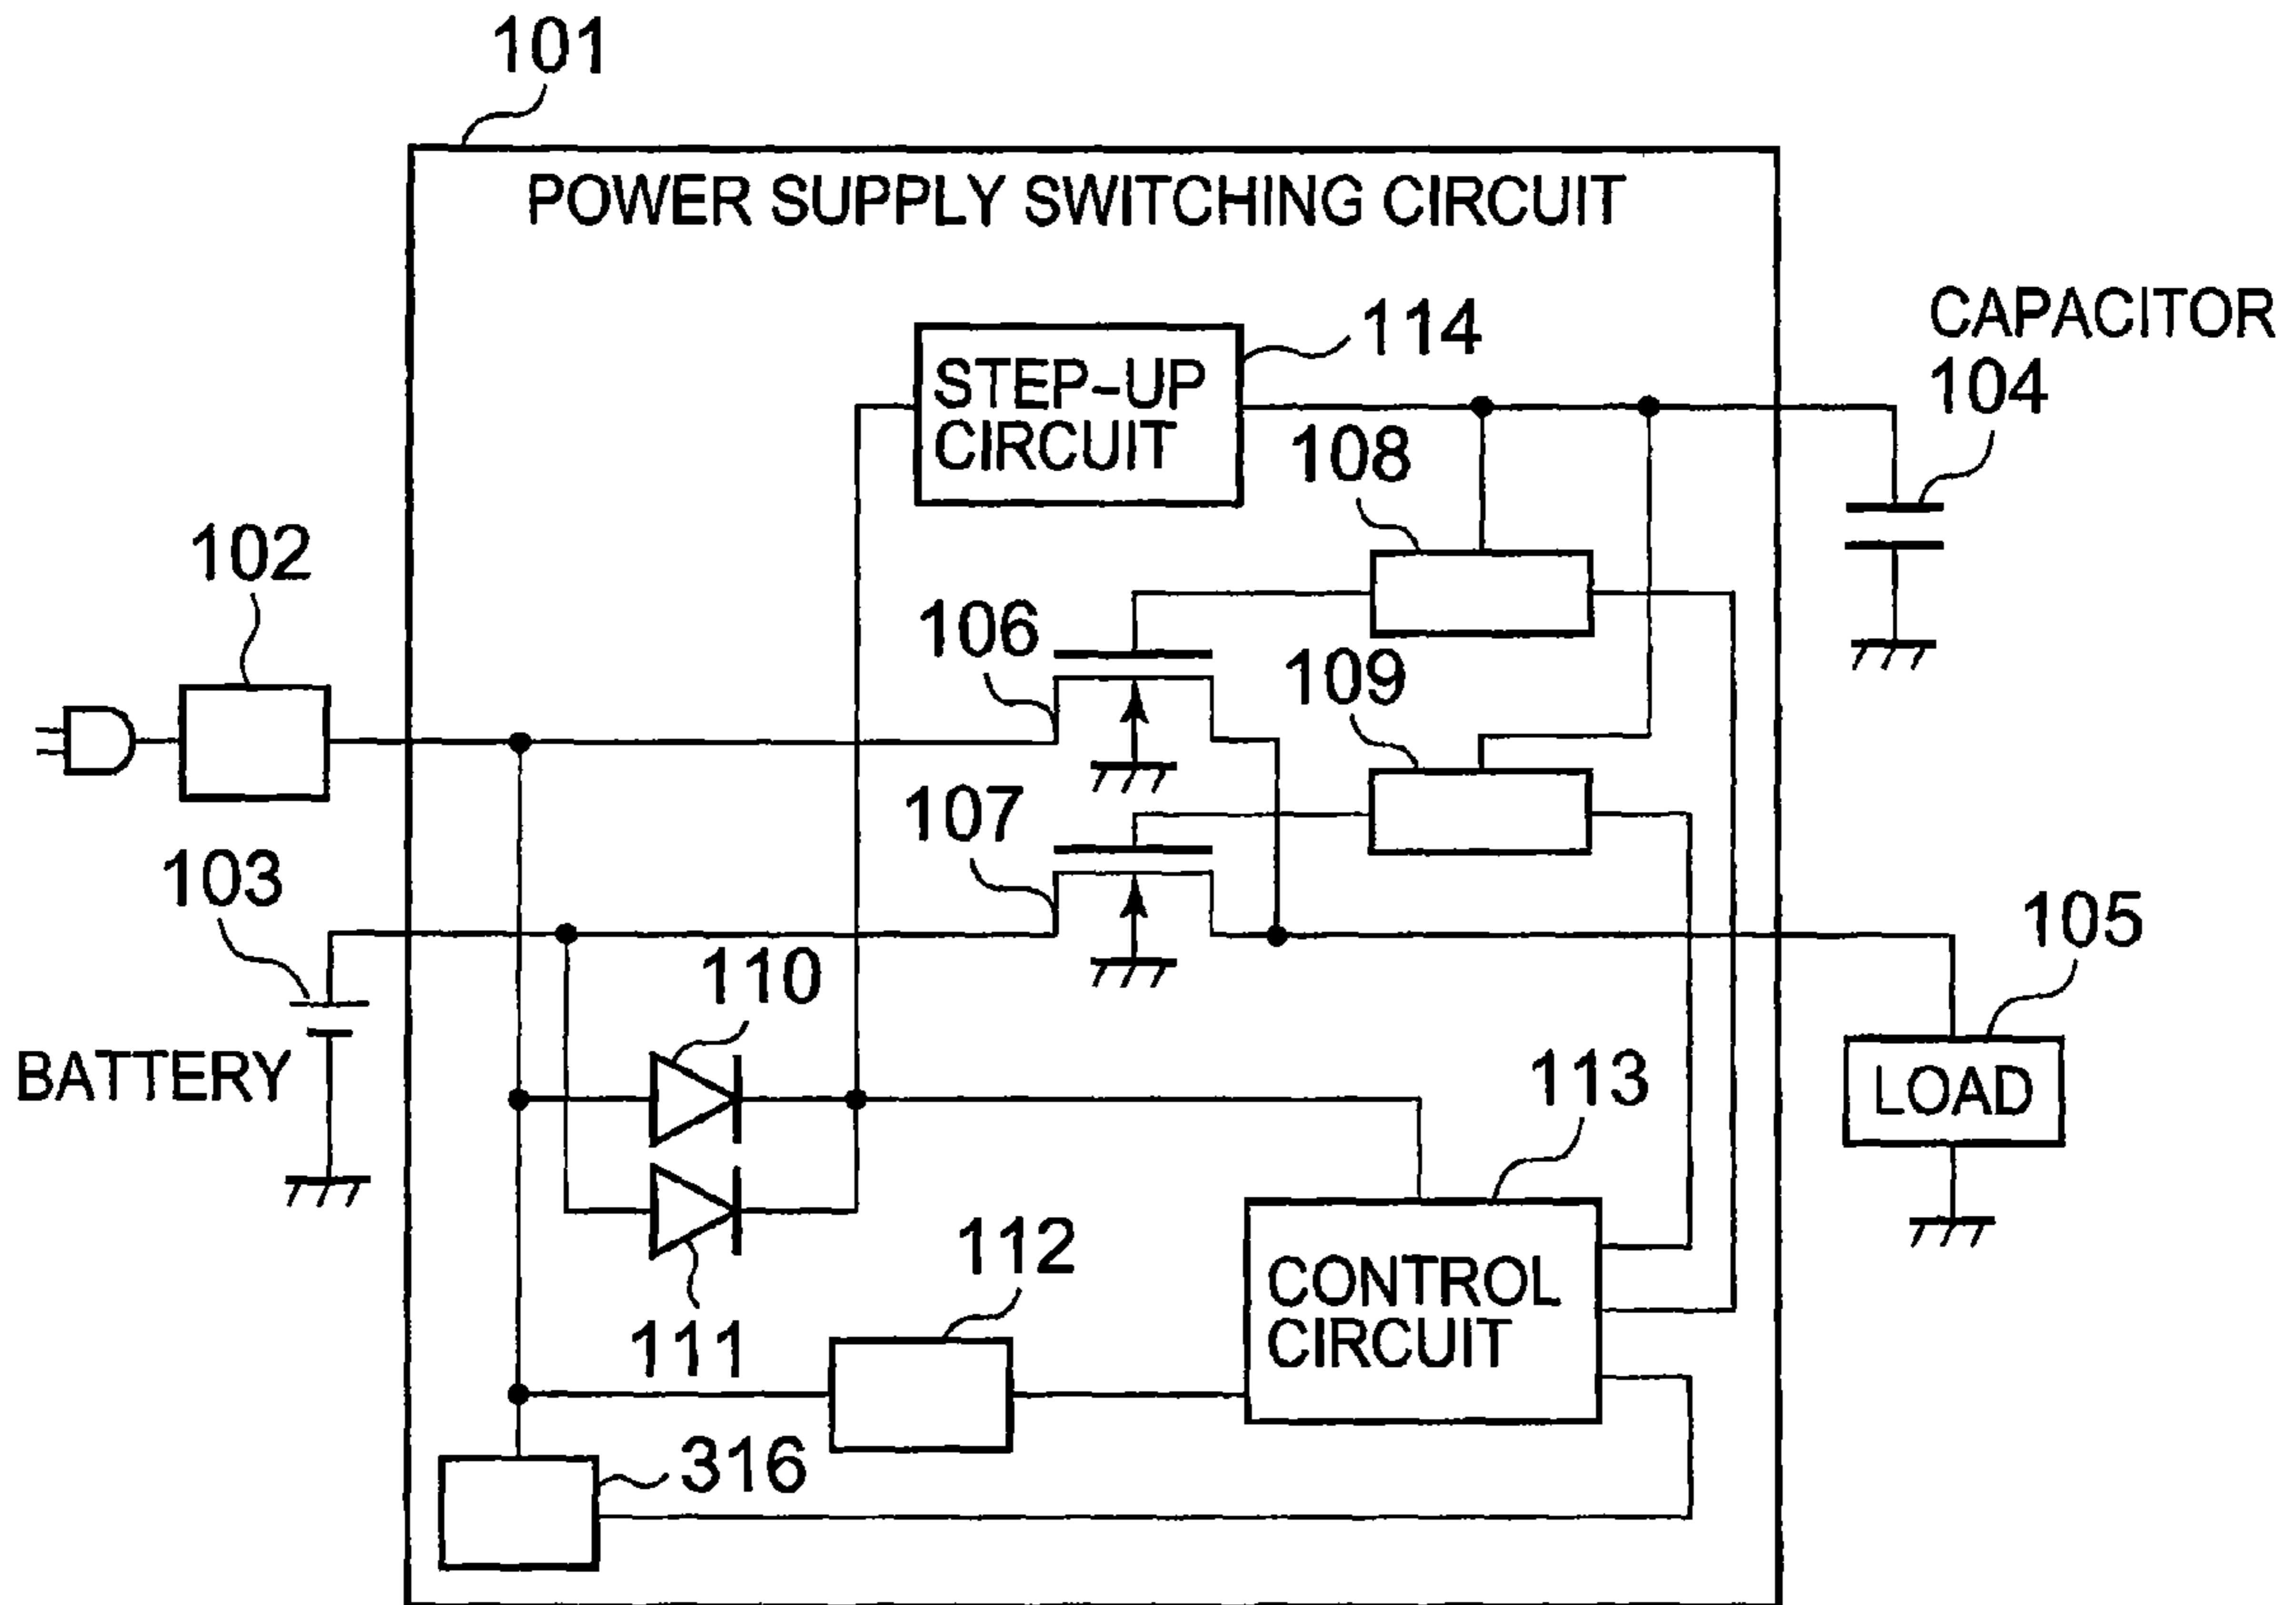 101
POWER SUPPLY SWITCHING CIRCUIT
114
STEP-UP
CIRCUIT
CAPACITOR
104
108
102
106
109
107
103
110
105
BATTERY
113
LOAD
112
CONTROL
CIRCUIT
111
316